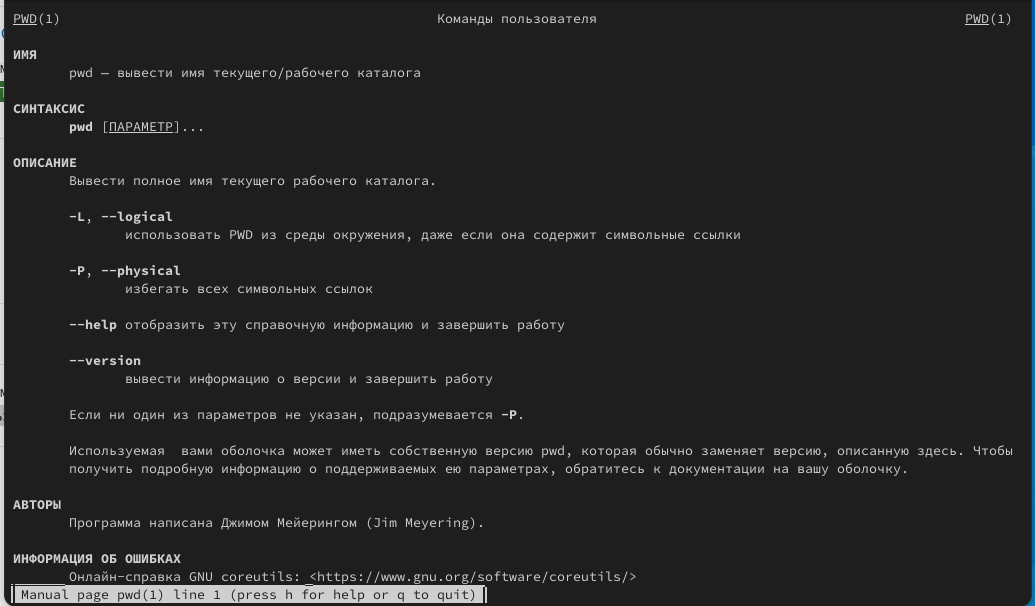 PWD(1) Команды пользователя PWD(1)
ИМЯ
pwd — вывести имя текущего/рабочего каталога
СИНТАКСИС
pwd [ПАРАМЕТР]...
ОПИСАНИЕ
Вывести полное имя текущего рабочего каталога.
-L, --logical
использовать PWD из среды окружения, даже если она содержит символьные ссылки
-P, --physical
избегать всех символьных ссылок
--help отобразить эту справочную информацию и завершить работу
--version
вывести информацию о версии и завершить работу
Если ни один из параметров не указан, подразумевается -P.
Используемая  вами оболочка может иметь собственную версию pwd, которая обычно заменяет версию, описанную здесь. Чтобы
получить подробную информацию о поддерживаемых ею параметрах, обратитесь к документации на вашу оболочку.
АВТОРЫ
Программа написана Джимом Мейерингом (Jim Meyering).
ИНФОРМАЦИЯ ОБ ОШИБКАХ
Онлайн-справка GNU coreutils: <https://www.gnu.org/software/coreutils/>
Manual page pwd(1) line 1 (press h for help or q to quit)